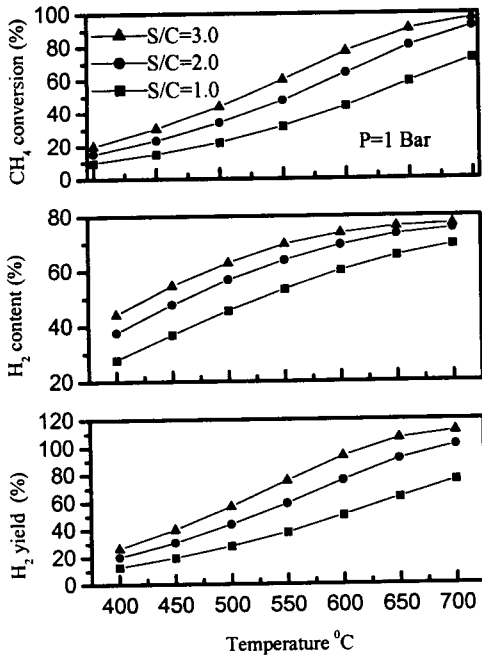 CH4 conversion (%)
100
80
60
40
20
0
S/C=3.0
S/C=2.0
S/C=1.0
P=1 Bar
H2 content (%)
80
60
40
20
H2 yield (%)
120
100
80
60
40
20
0
400 450 500 550 600 650 700
Temperature ⁰C